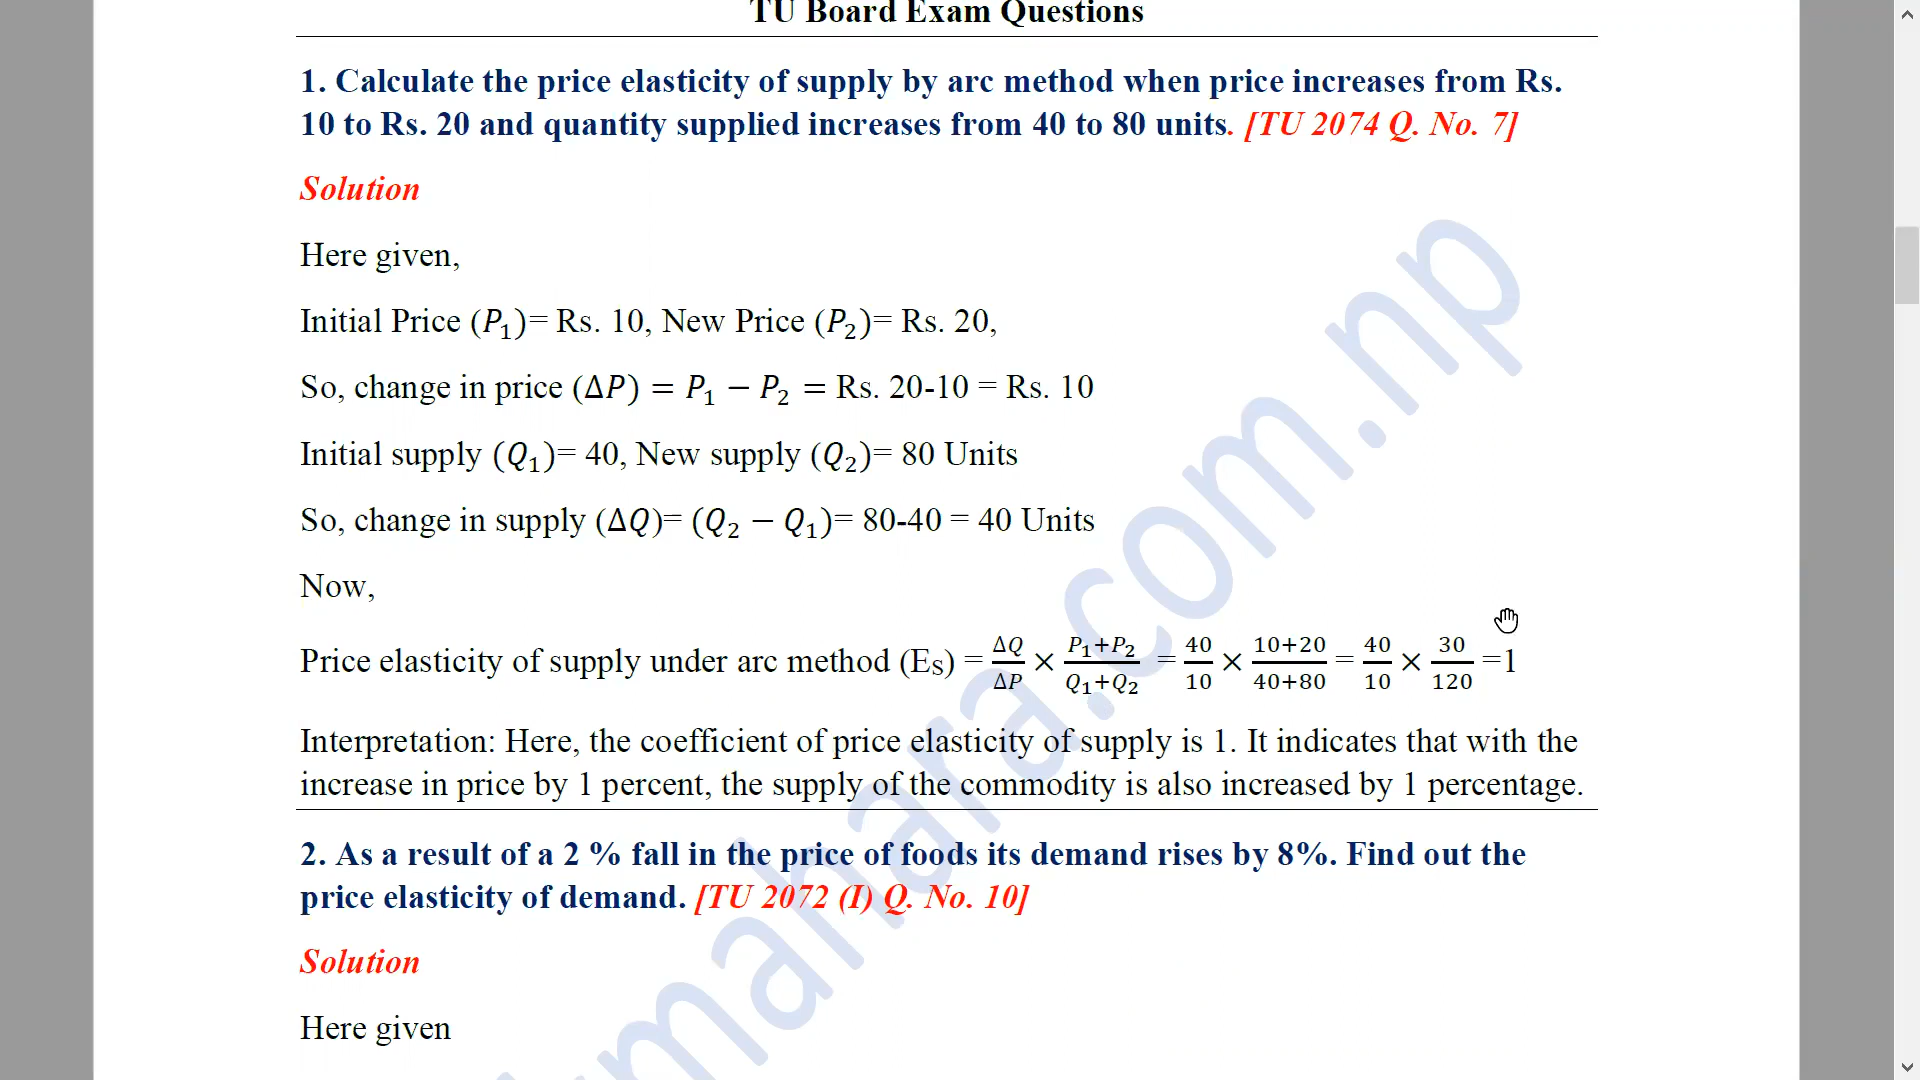 TU Board Exam Questions
1. Calculate the price elasticity of supply by arc method when price increases from Rs.
10 to Rs. 20 and quantity supplied increases from 40 to 80 units. [TU 2074 Q. No. 7]
Solution
Here given,
Initial Price (P₁)= Rs. 10, New Price (P₂)= Rs. 20,
So, change in price (ΔP) = P₁ − P₂ = Rs. 20-10 = Rs. 10
Initial supply (Q₁)= 40, New supply (Q₂)= 80 Units
So, change in supply (ΔQ)= (Q₂ − Q₁)= 80-40 = 40 Units
Now,
Price elasticity of supply under arc method (Eₛ) = ΔQ/ΔP × P₁+P₂/Q₁+Q₂ = 40/10 × 10+20/40+80 = 40/10 × 30/120 =1
Interpretation: Here, the coefficient of price elasticity of supply is 1. It indicates that with the
increase in price by 1 percent, the supply of the commodity is also increased by 1 percentage.
2. As a result of a 2 % fall in the price of foods its demand rises by 8%. Find out the
price elasticity of demand. [TU 2072 (I) Q. No. 10]
Solution
Here given